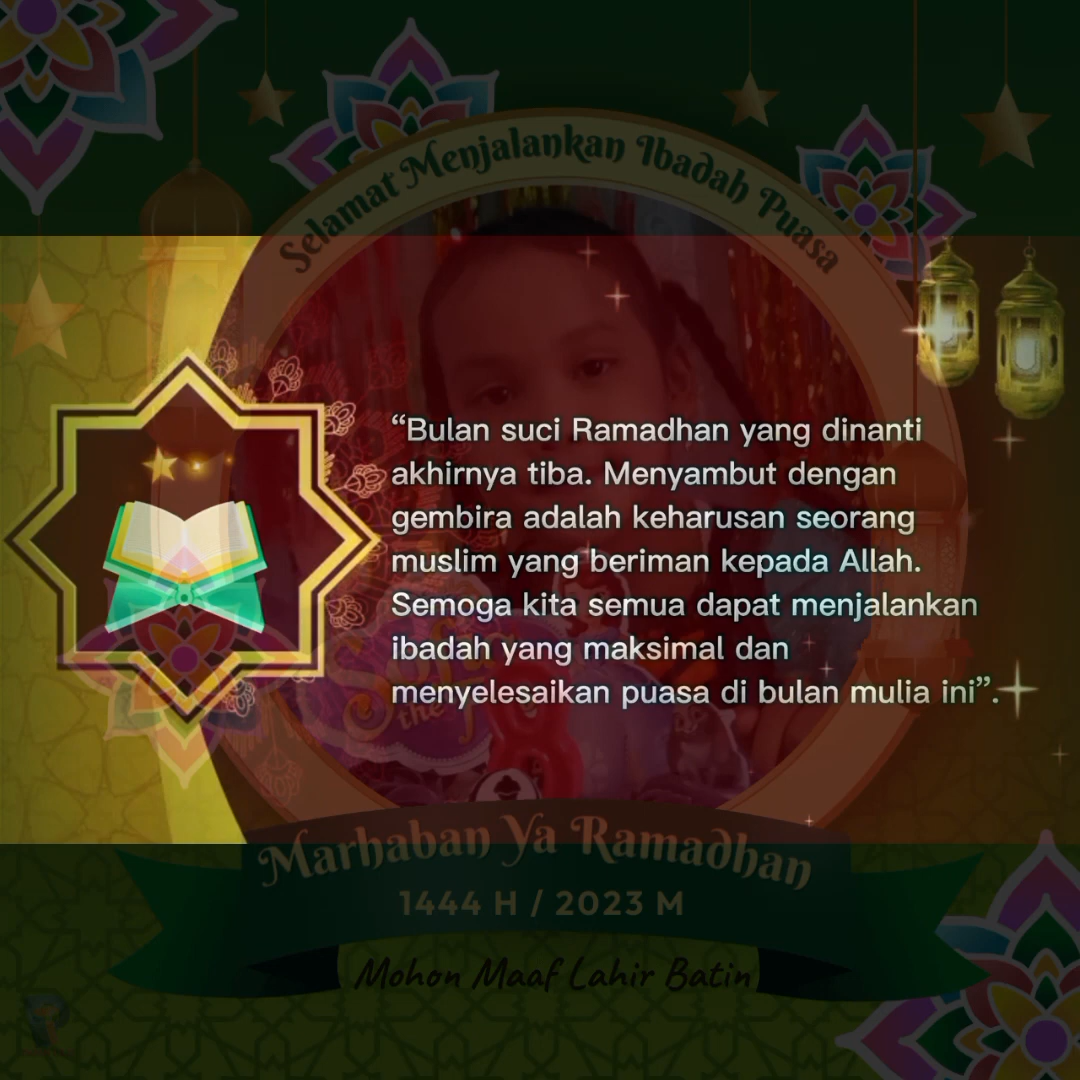 Selamat Menjalankan Ibadah Puasa
“Bulan suci Ramadhan yang dinanti
akhirnya tiba. Menyambut dengan
gembira adalah keharusan seorang
muslim yang beriman kepada Allah.
Semoga kita semua dapat menjalankan
ibadah yang maksimal dan
menyelesaikan puasa di bulan mulia ini”.
Marhaban Ya Ramadhan
1444 H / 2023 M
Mohon Maaf Lahir Batin